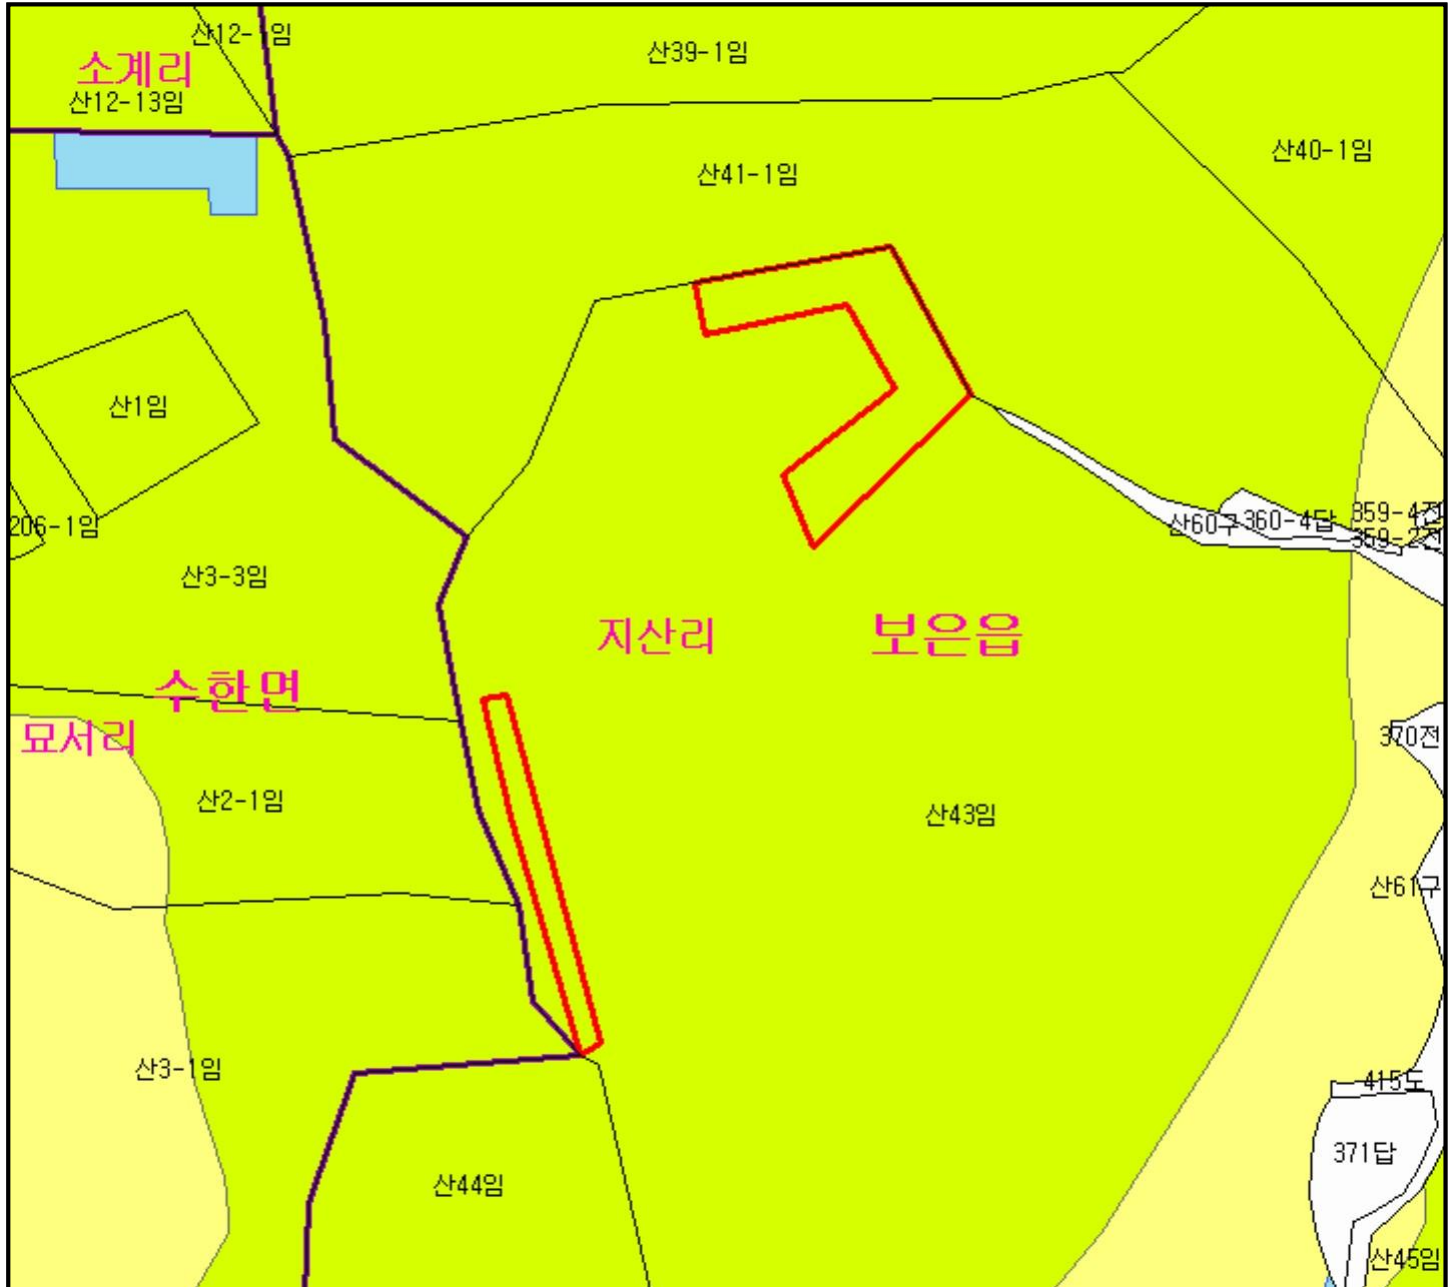 산12-1임
산39-1임
소계리
산12-13임
산40-1임
산41-1임
산1임
206-1임
산60구
360-4답
359-4전
359-2전
산3-3임
지산리
보은읍
수한면
묘서리
370전
산2-1임
산43임
산61구
산3-1임
415도
371답
산44임
산45임